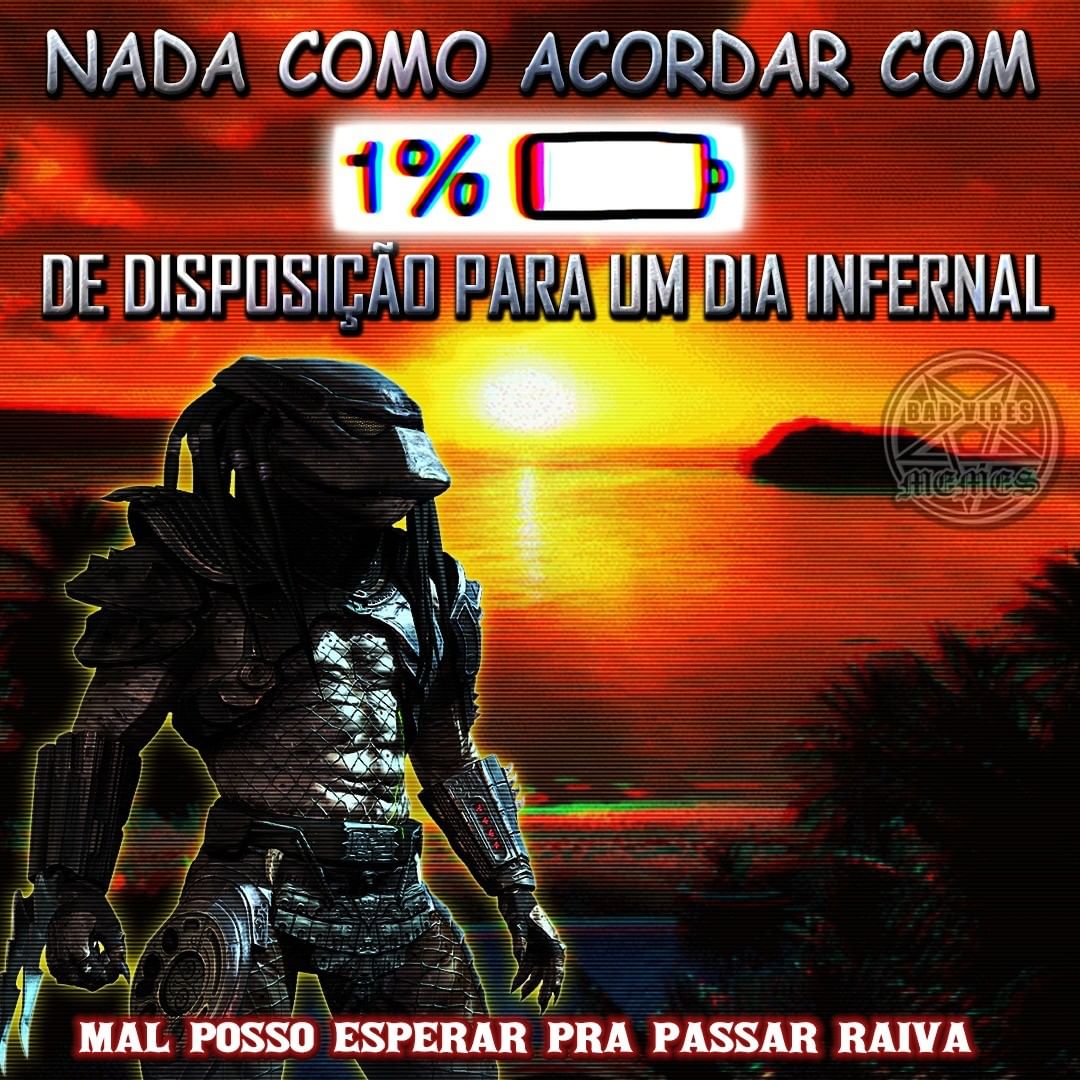 NADA COMO ACORDAR COM
1%
DE DISPOSIÇÃO PARA UM DIA INFERNAL
BAD VIBES
MEMES
MAL POSSO ESPERAR PRA PASSAR RAIVA